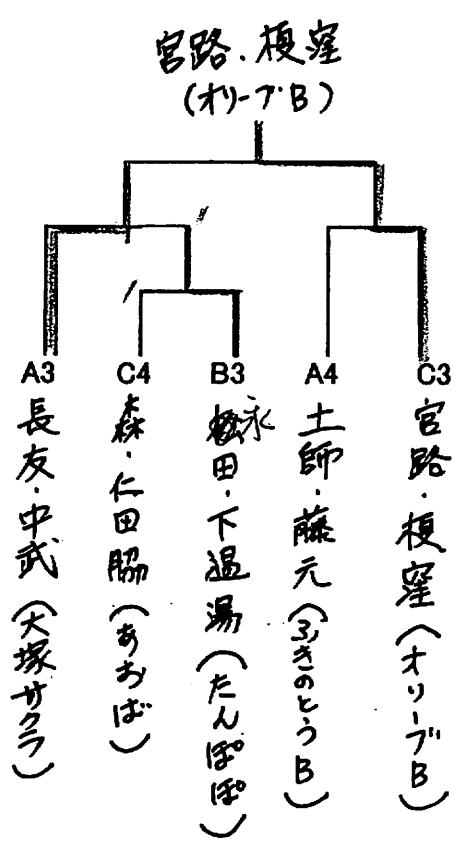 宮路・榎窪
(オリーブB)
A3
C4
B3
A4
C3
長友・中武(大塚サクラ)
森・仁田脇(あおば)
永田・下温湯(たんぽぽ)
土師・藤元(ふきのとうB)
宮路・榎窪(オリーブB)